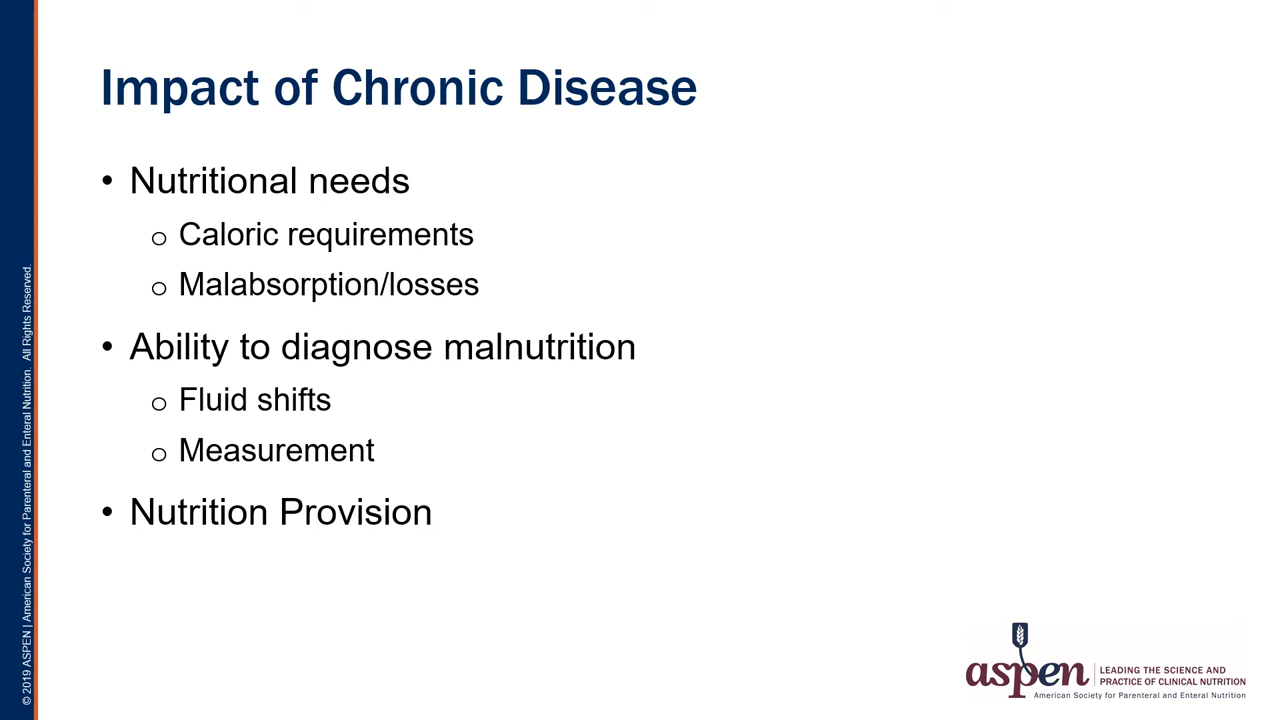 Impact of Chronic Disease
• Nutritional needs
o Caloric requirements
o Malabsorption/losses
• Ability to diagnose malnutrition
o Fluid shifts
o Measurement
• Nutrition Provision
© 2019 ASPEN | American Society for Parenteral and Enteral Nutrition. All Rights Reserved.
aspen
LEADING THE SCIENCE AND
PRACTICE OF CLINICAL NUTRITION
American Society for Parenteral and Enteral Nutrition